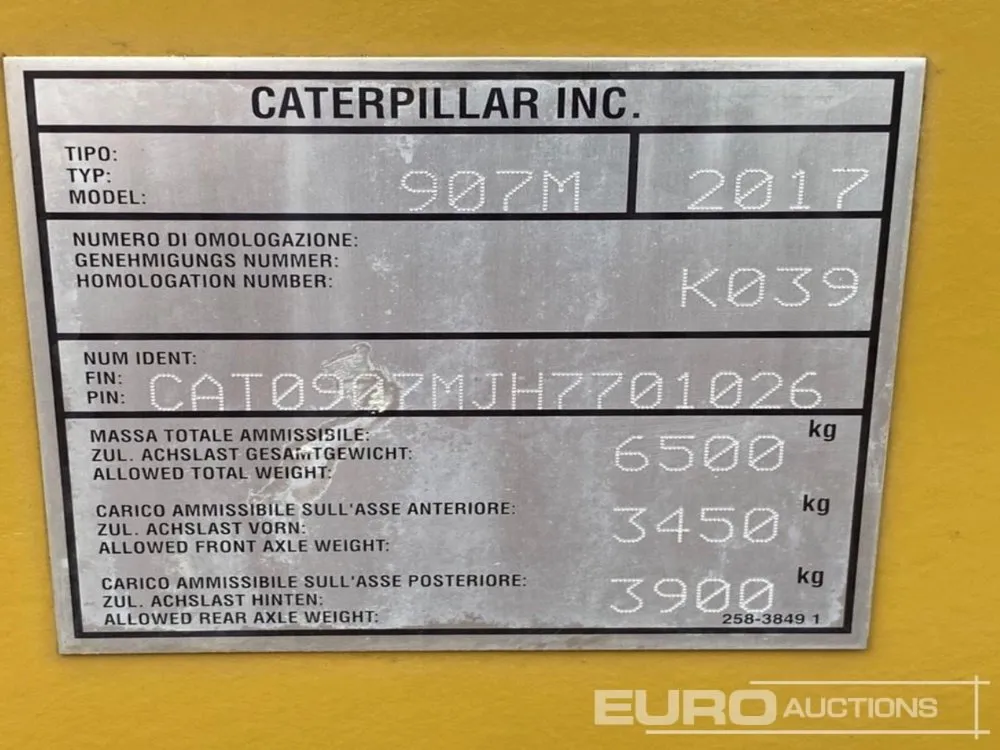 CATERPILLAR INC.
TIPO:
TYP:
MODEL: 907M 2017
NUMERO DI OMOLOGAZIONE:
GENEHMIGUNGS NUMMER:
HOMOLOGATION NUMBER: K039
NUM IDENT:
FIN:
PIN: CAT0907MJH7701026
MASSA TOTALE AMMISSIBILE:
ZUL. ACHSLAST GESAMTGEWICHT: 6500 kg
ALLOWED TOTAL WEIGHT:
CARICO AMMISSIBILE SULL'ASSE ANTERIORE:
ZUL. ACHSLAST VORN: 3450 kg
ALLOWED FRONT AXLE WEIGHT:
CARICO AMMISSIBILE SULL'ASSE POSTERIORE:
ZUL. ACHSLAST HINTEN: 3900 kg
ALLOWED REAR AXLE WEIGHT:
258-3849 1
EURO AUCTIONS